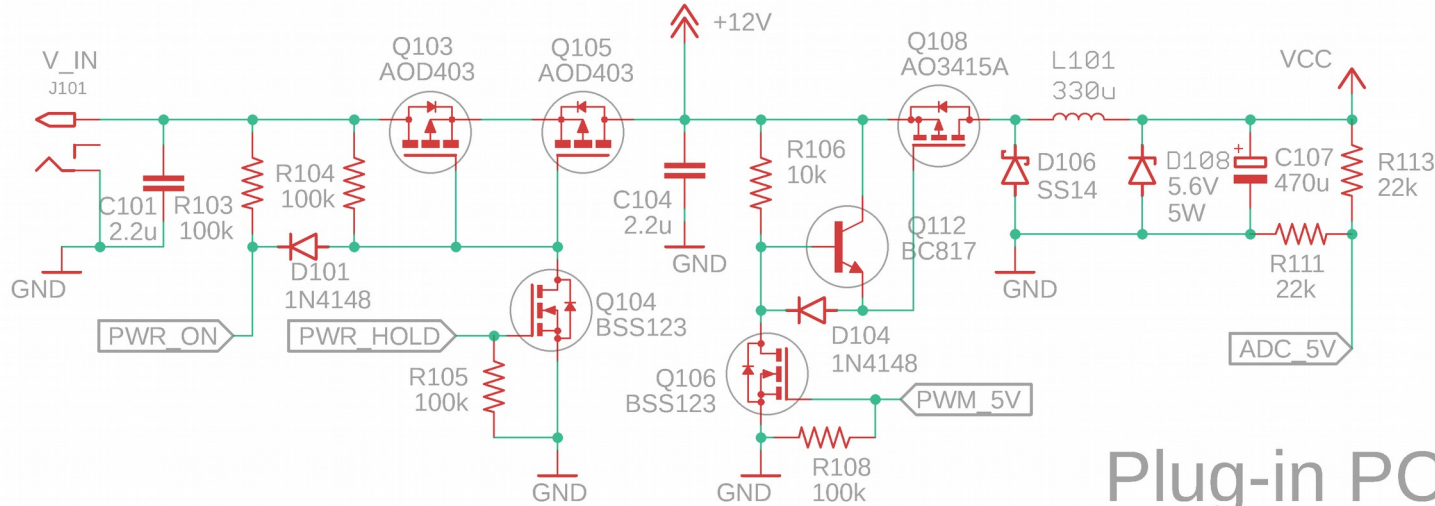 V_IN
J101
C101
2.2u
GND
R103
100k
R104
100k
D101
1N4148
PWR_ON
PWR_HOLD
Q103
AOD403
Q105
AOD403
Q104
BSS123
R105
100k
GND
+12V
C104
2.2u
GND
R106
10k
Q112
BC817
D104
1N4148
Q106
BSS123
PWM_5V
R108
100k
GND
Q108
AO3415A
L101
330u
D106
SS14
GND
D108
5.6V
5W
+
C107
470u
VCC
R113
22k
R111
22k
ADC_5V
Plug-in PC